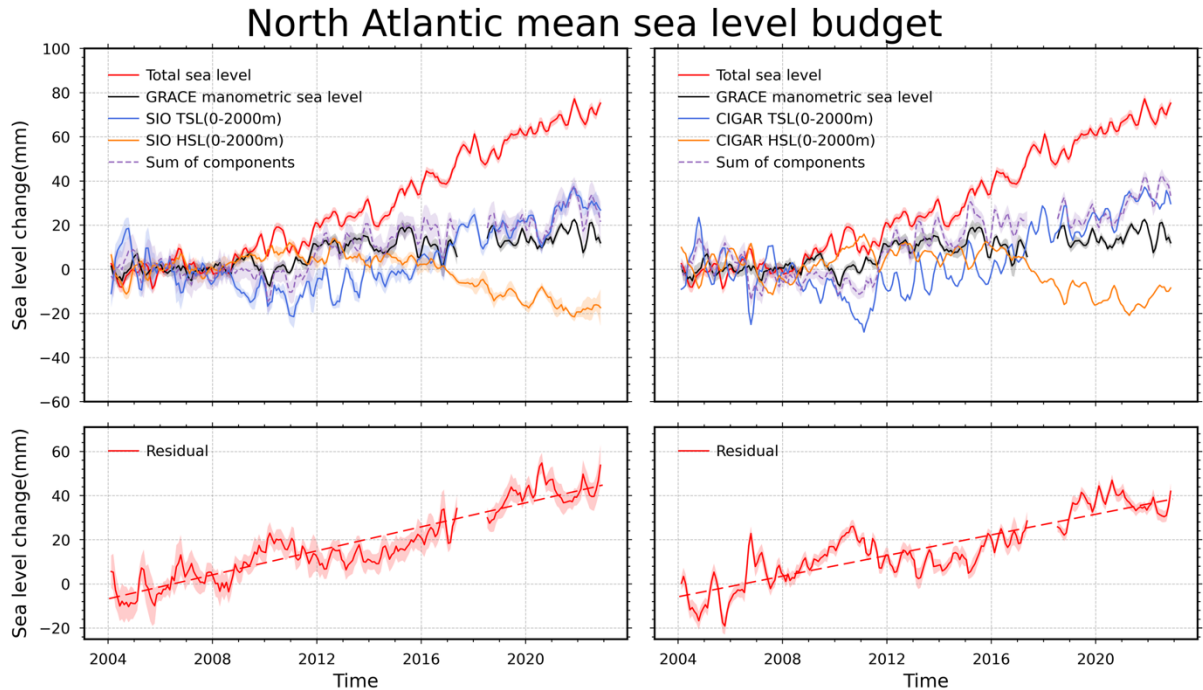 North Atlantic mean sea level budget
Sea level change(mm)
100
80
60
40
20
0
−20
−40
−60
Total sea level
GRACE manometric sea level
SIO TSL(0-2000m)
SIO HSL(0-2000m)
Sum of components
Total sea level
GRACE manometric sea level
CIGAR TSL(0-2000m)
CIGAR HSL(0-2000m)
Sum of components
Sea level change(mm)
60
40
20
0
−20
Residual
2004 2008 2012 2016 2020
Time
Residual
2004 2008 2012 2016 2020
Time